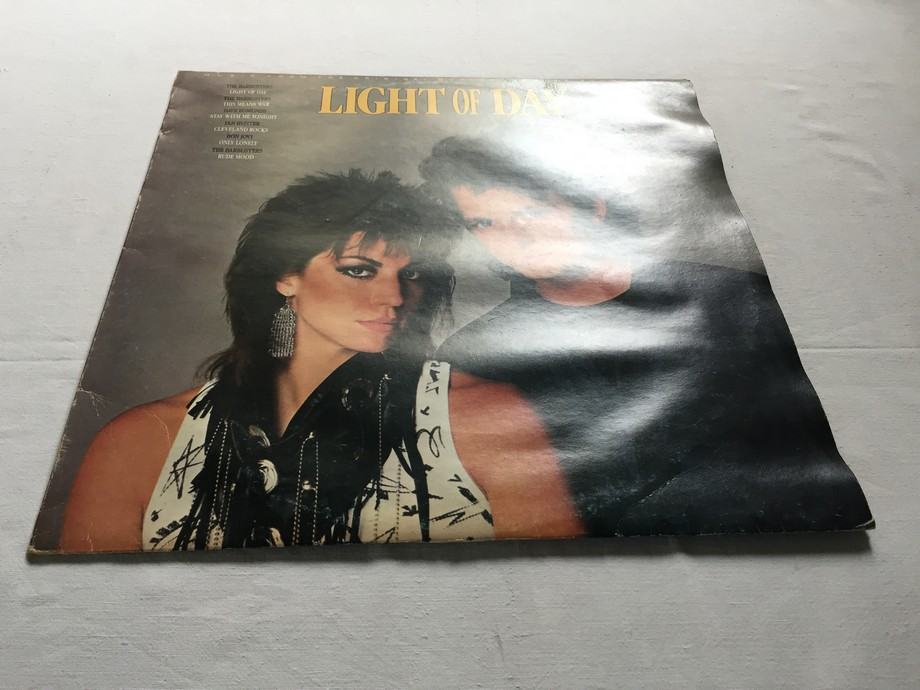 THE BARBUSTERS
LIGHT OF DAY
THIS MEANS WAR
DAVE EDMUNDS
STAY WITH ME TONIGHT
IAN HUNTER
CLEVELAND ROCKS
BON JOVI
ONLY LONELY
THE BARBUSTERS
RUDE MOOD
LIGHT OF DAY